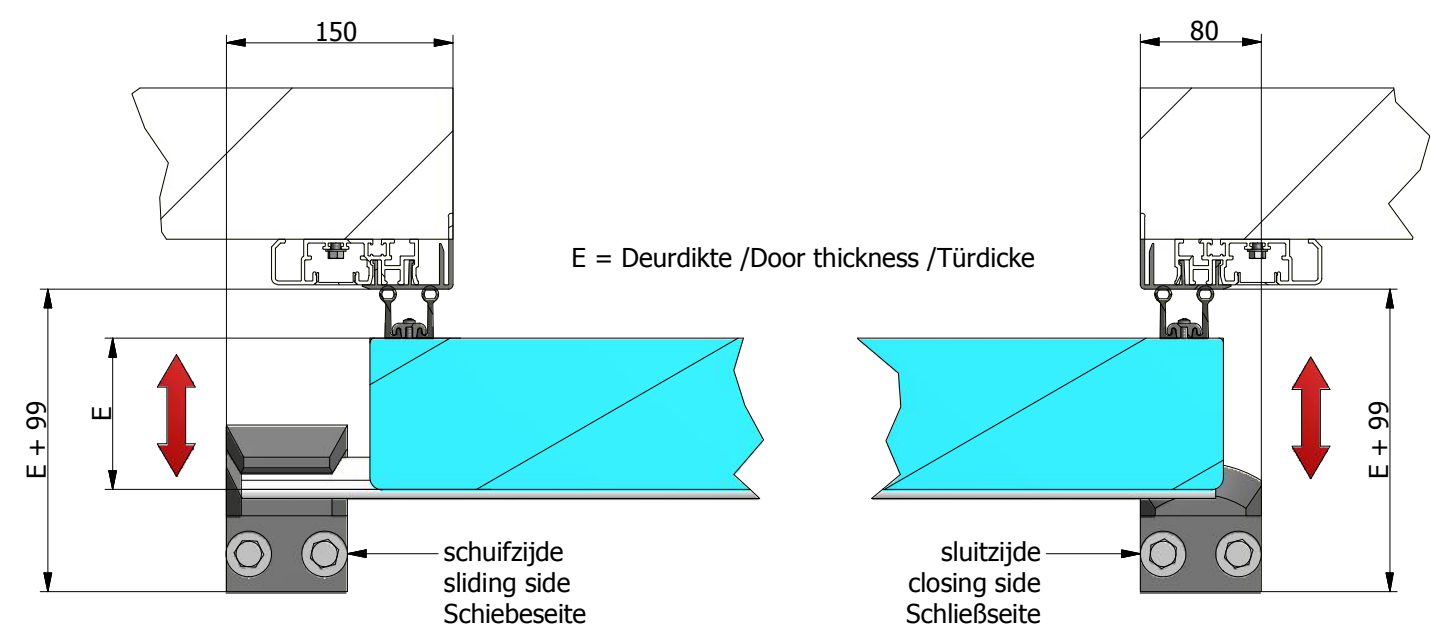 150
80
E = Deurdikte /Door thickness /Türdicke
E + 99
E
E + 99
schuifzijde
sliding side
Schiebeseite
sluitzijde
closing side
Schließseite